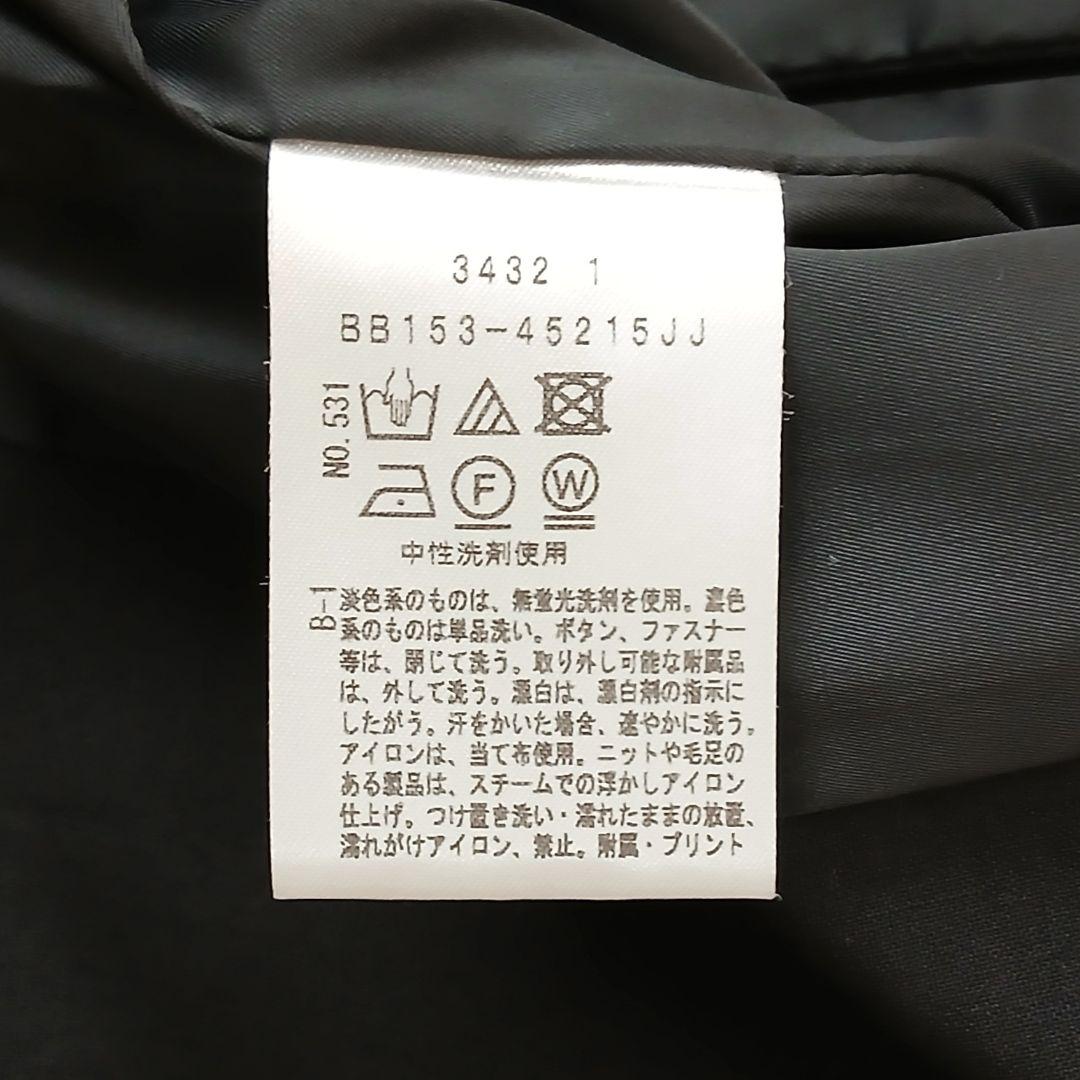 3432 1
BB153-45215JJ
NO.531
F
W
中性洗剤使用
B-1
淡色系のものは、無蛍光洗剤を使用。濃色
系のものは単品洗い。ボタン、ファスナー
等は、閉じて洗う。取り外し可能な附属品
は、外して洗う。漂白は、漂白剤の指示に
したがう。汗をかいた場合、速やかに洗う。
アイロンは、当て布使用。ニットや毛足の
ある製品は、スチームでの浮かしアイロン
仕上げ。つけ置き洗い・濡れたままの放置、
濡れがけアイロン、禁止。附属・プリント